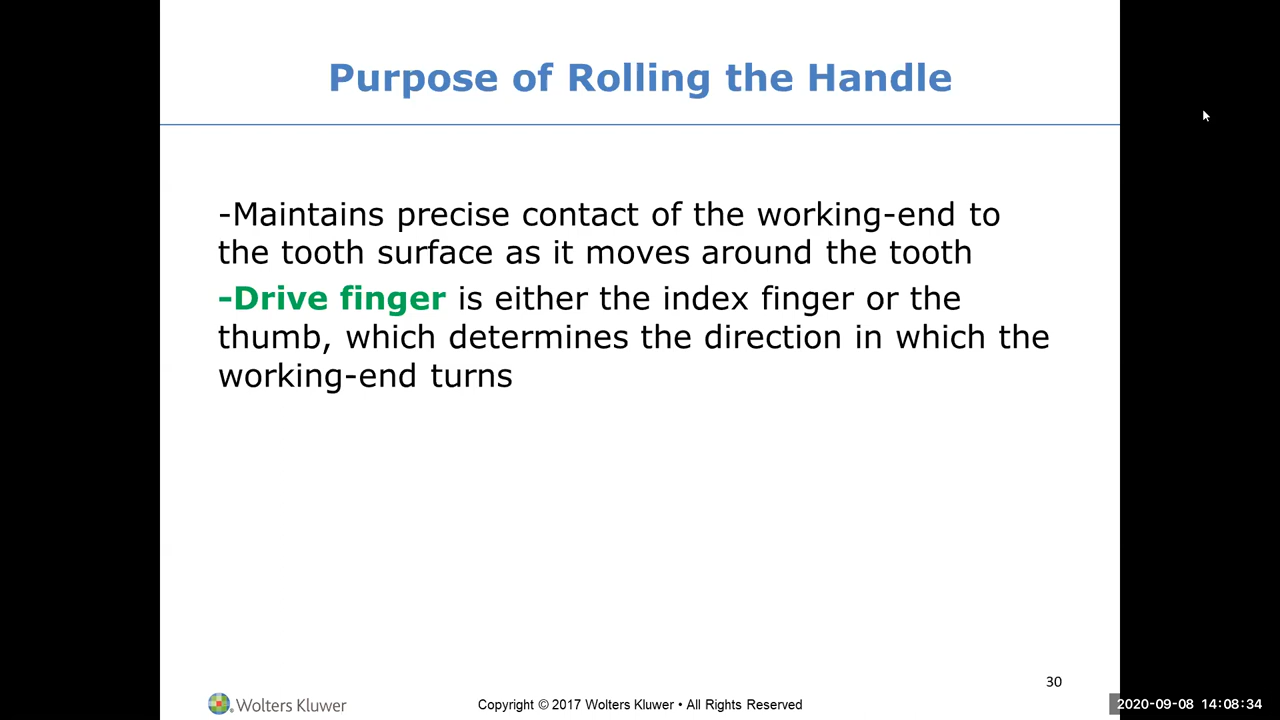 Purpose of Rolling the Handle
-Maintains precise contact of the working-end to
the tooth surface as it moves around the tooth
-Drive finger is either the index finger or the
thumb, which determines the direction in which the
working-end turns
30
Wolters Kluwer
Copyright © 2017 Wolters Kluwer • All Rights Reserved
2020-09-08 14:08:34